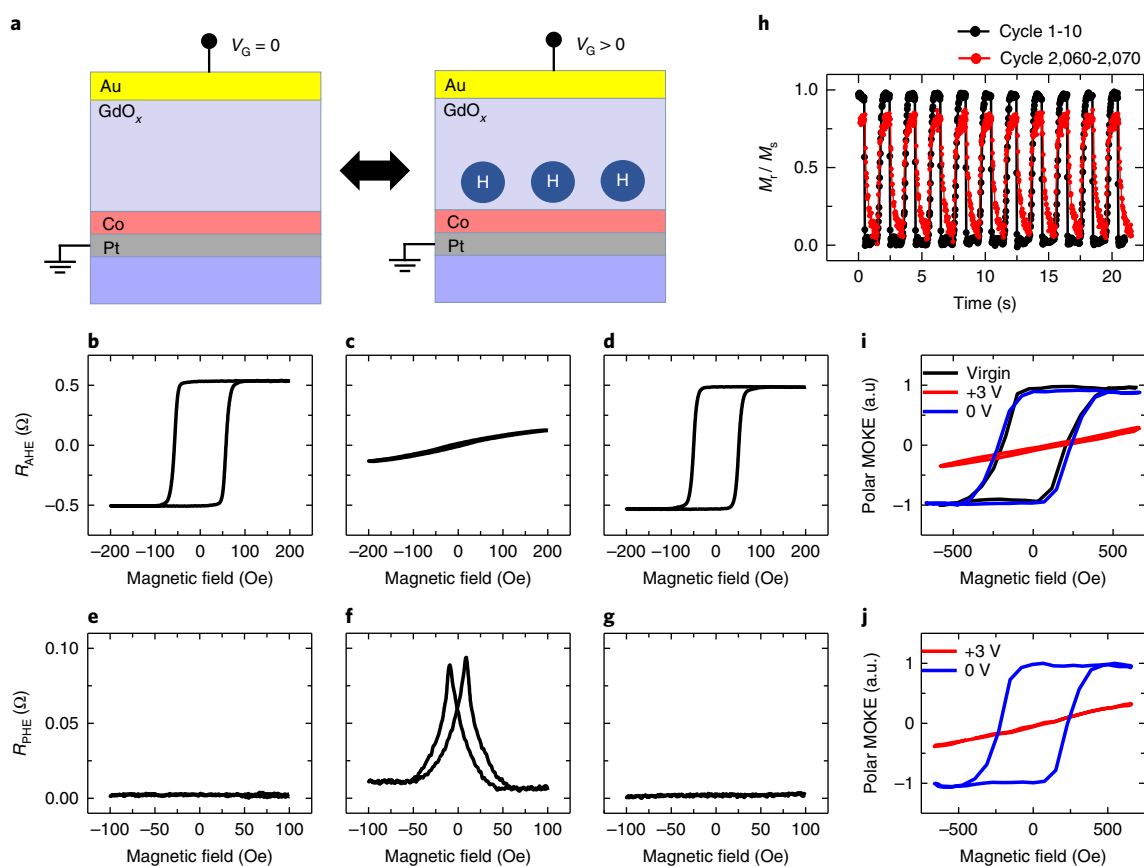 a
V_G = 0
Au
GdO_x
Co
Pt
V_G > 0
Au
GdO_x
H H H
Co
Pt
h
Cycle 1-10
Cycle 2,060-2,070
M_r / M_s
1.0
0.5
0.0
0 5 10 15 20
Time (s)
b
R_AHE (Ω)
0.5
0.0
−0.5
−200 −100 0 100 200
Magnetic field (Oe)
c
−200 −100 0 100 200
Magnetic field (Oe)
d
−200 −100 0 100 200
Magnetic field (Oe)
i
Virgin
+3 V
0 V
Polar MOKE (a.u)
1
0
−1
−500 0 500
Magnetic field (Oe)
e
R_PHE (Ω)
0.10
0.05
0.00
−100 −50 0 50 100
Magnetic field (Oe)
f
−100 −50 0 50 100
Magnetic field (Oe)
g
−100 −50 0 50 100
Magnetic field (Oe)
j
+3 V
0 V
Polar MOKE (a.u.)
1
0
−1
−500 0 500
Magnetic field (Oe)